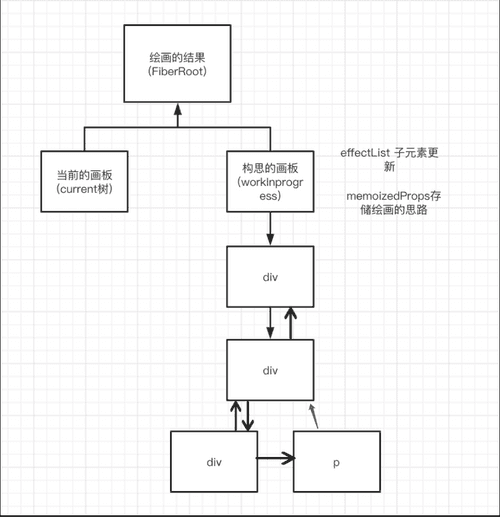 绘画的结果
(FiberRoot)
当前的画板
(current树)
构思的画板
(workInprogr
ess)
effectList 子元素更
新
memoizedProps存
储绘画的思路
div
div
div
p